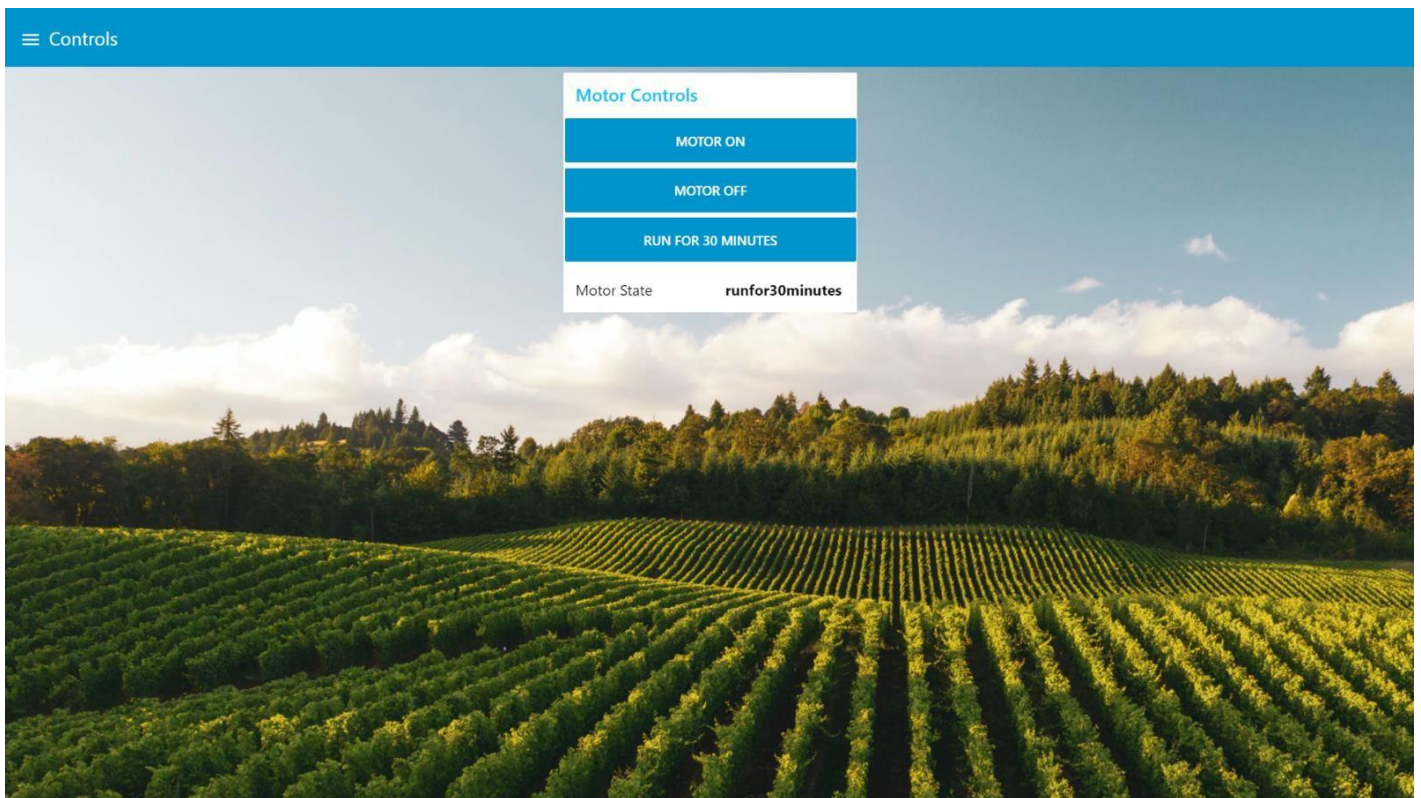 Controls
Motor Controls
MOTOR ON
MOTOR OFF
RUN FOR 30 MINUTES
Motor State runfor30minutes